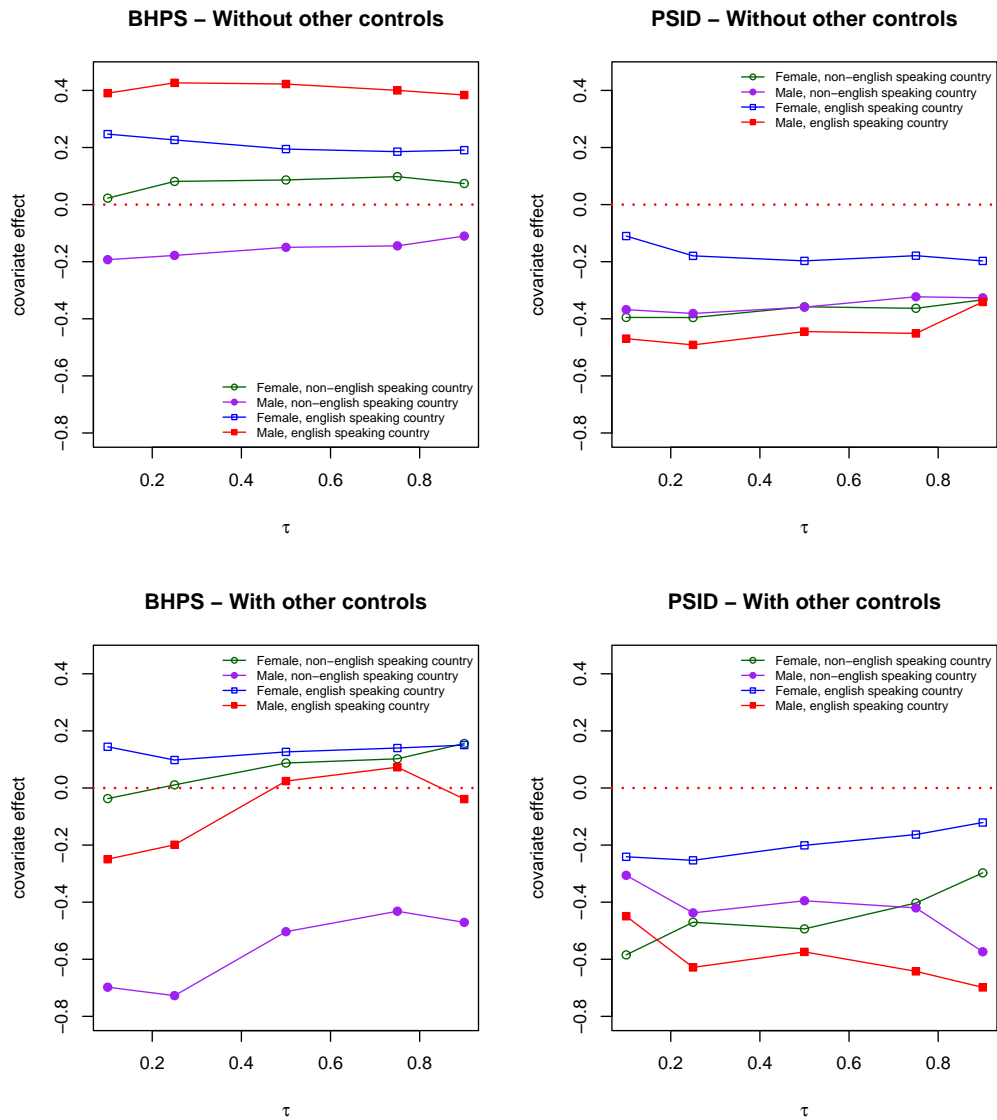 BHPS – Without other controls
covariate effect
0.4
0.2
0.0
−0.2
−0.4
−0.6
−0.8
Female, non−english speaking country
Male, non−english speaking country
Female, english speaking country
Male, english speaking country
0.2 0.4 0.6 0.8
τ
PSID – Without other controls
covariate effect
0.4
0.2
0.0
−0.2
−0.4
−0.6
−0.8
Female, non−english speaking country
Male, non−english speaking country
Female, english speaking country
Male, english speaking country
0.2 0.4 0.6 0.8
τ
BHPS – With other controls
covariate effect
0.4
0.2
0.0
−0.2
−0.4
−0.6
−0.8
Female, non−english speaking country
Male, non−english speaking country
Female, english speaking country
Male, english speaking country
0.2 0.4 0.6 0.8
τ
PSID – With other controls
covariate effect
0.4
0.2
0.0
−0.2
−0.4
−0.6
−0.8
Female, non−english speaking country
Male, non−english speaking country
Female, english speaking country
Male, english speaking country
0.2 0.4 0.6 0.8
τ